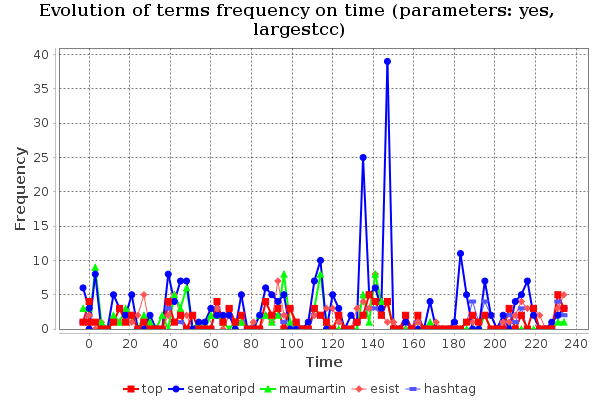 Evolution of terms frequency on time (parameters: yes,
largestcc)
40
35
30
25
20
15
10
5
0
Frequency
0 20 40 60 80 100 120 140 160 180 200 220 240
Time
top senatoripd maumartin esist hashtag